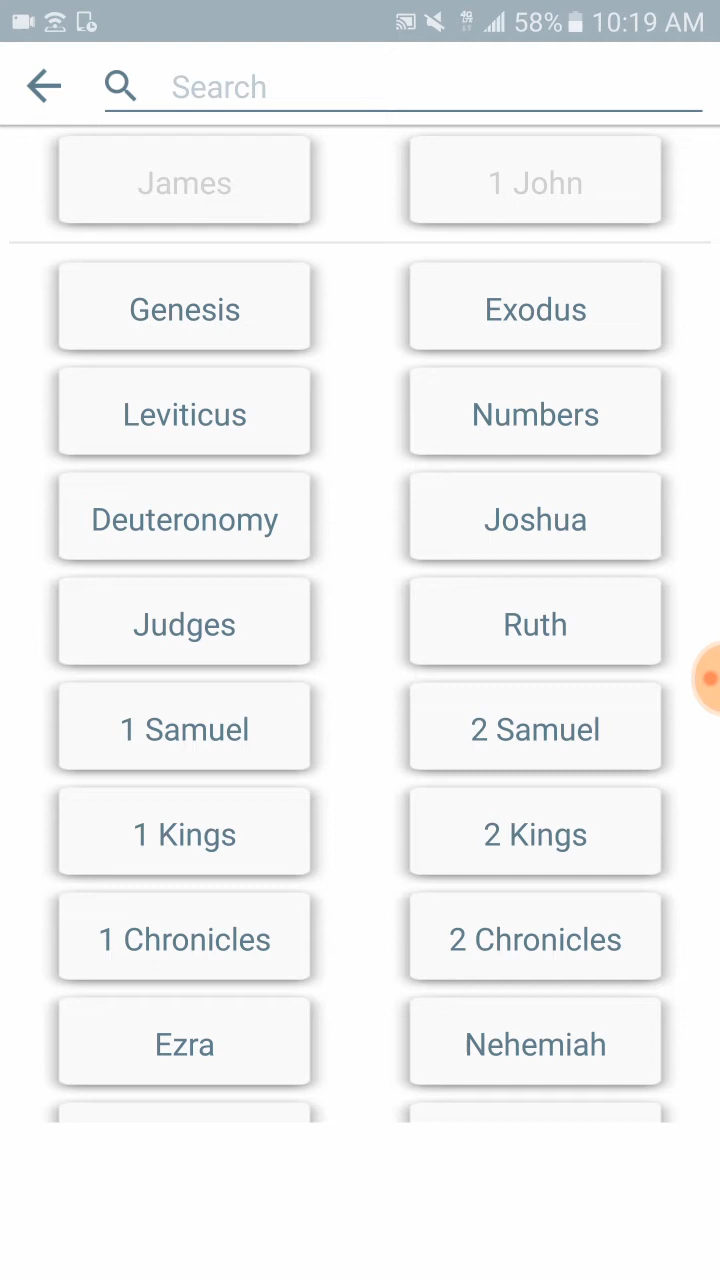 58% 10:19 AM
Search
James 1 John
Genesis Exodus
Leviticus Numbers
Deuteronomy Joshua
Judges Ruth
1 Samuel 2 Samuel
1 Kings 2 Kings
1 Chronicles 2 Chronicles
Ezra Nehemiah